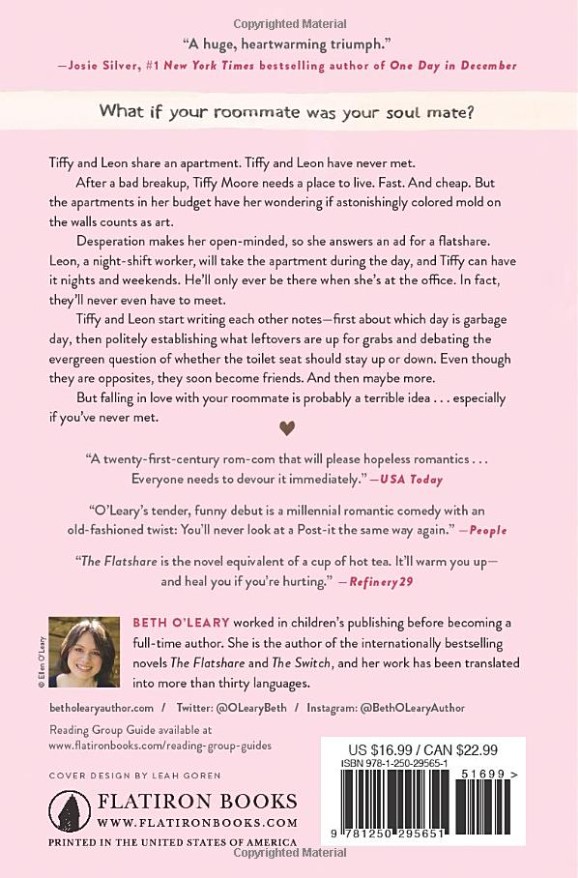 Copyrighted Material
“A huge, heartwarming triumph.”
—Josie Silver, #1 New York Times bestselling author of One Day in December
What if your roommate was your soul mate?
Tiffy and Leon share an apartment. Tiffy and Leon have never met.
After a bad breakup, Tiffy Moore needs a place to live. Fast. And cheap. But
the apartments in her budget have her wondering if astonishingly colored mold on
the walls counts as art.
Desperation makes her open-minded, so she answers an ad for a flatshare.
Leon, a night-shift worker, will take the apartment during the day, and Tiffy can have
it nights and weekends. He’ll only ever be there when she’s at the office. In fact,
they’ll never even have to meet.
Tiffy and Leon start writing each other notes—first about which day is garbage
day, then politely establishing what leftovers are up for grabs and debating the
evergreen question of whether the toilet seat should stay up or down. Even though
they are opposites, they soon become friends. And then maybe more.
But falling in love with your roommate is probably a terrible idea . . . especially
if you’ve never met.
“A twenty-first-century rom-com that will please hopeless romantics . . .
Everyone needs to devour it immediately.” —USA Today
“O’Leary’s tender, funny debut is a millennial romantic comedy with an
old-fashioned twist: You’ll never look at a Post-it the same way again.” —People
“The Flatshare is the novel equivalent of a cup of hot tea. It’ll warm you up—
and heal you if you’re hurting.” —Refinery29
© Ellen O’Leary
BETH O’LEARY worked in children’s publishing before becoming a
full-time author. She is the author of the internationally bestselling
novels The Flatshare and The Switch, and her work has been translated
into more than thirty languages.
betholearyauthor.com / Twitter: @OLearyBeth / Instagram: @BethOLearyAuthor
Reading Group Guide available at
www.flatironbooks.com/reading-group-guides
COVER DESIGN BY LEAH GOREN
FLATIRON BOOKS
WWW.FLATIRONBOOKS.COM
PRINTED IN THE UNITED STATES OF AMERICA
US $16.99 / CAN $22.99
ISBN 978-1-250-29565-1
51699 >
9 781250 295651
Copyrighted Material